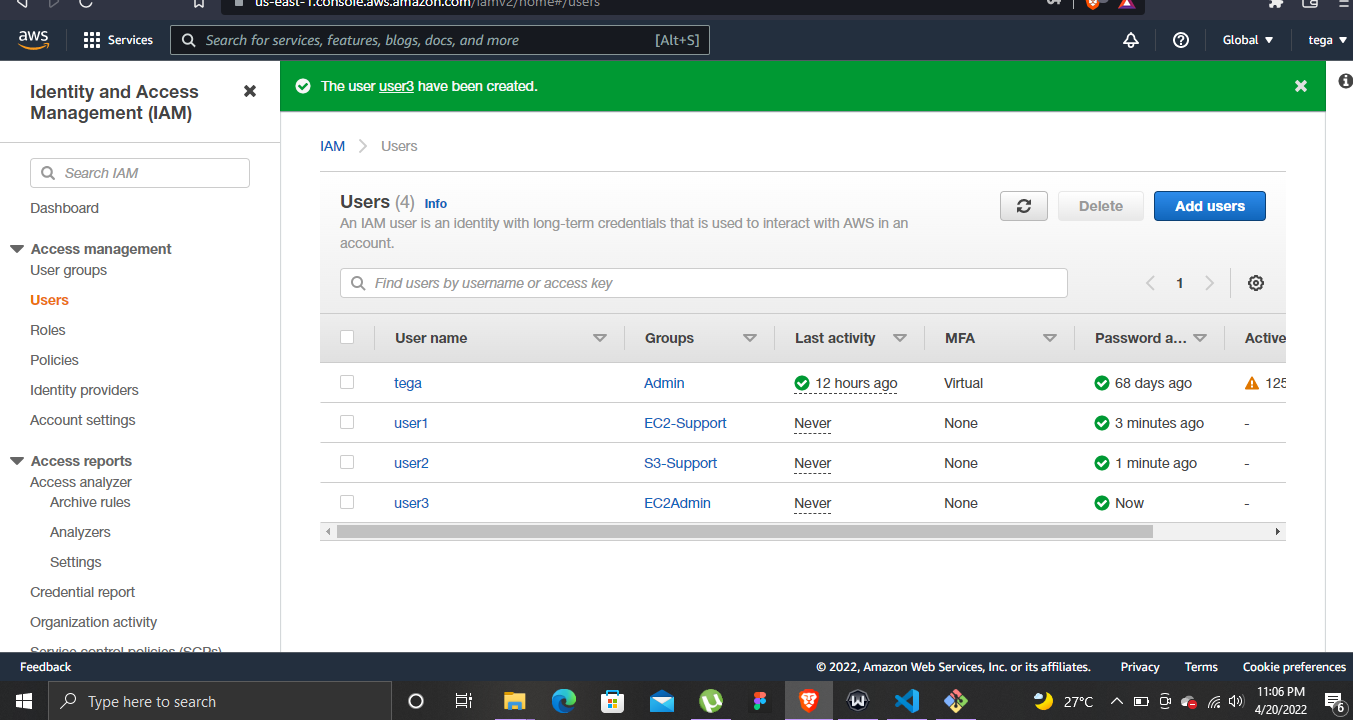 us-east-1.console.aws.amazon.com/iamv2/home#/users
aws
Services
Search for services, features, blogs, docs, and more
[Alt+S]
Global
tega
Identity and Access
Management (IAM)
Search IAM
Dashboard
Access management
User groups
Users
Roles
Policies
Identity providers
Account settings
Access reports
Access analyzer
Archive rules
Analyzers
Settings
Credential report
Organization activity
Service control policies (SCPs)
The user user3 have been created.
IAM
Users
Users (4) Info
An IAM user is an identity with long-term credentials that is used to interact with AWS in an
account.
Delete
Add users
Find users by username or access key
1
User name Groups Last activity MFA Password a... Active
tega Admin 12 hours ago Virtual 68 days ago 125
user1 EC2-Support Never None 3 minutes ago -
user2 S3-Support Never None 1 minute ago -
user3 EC2Admin Never None Now -
Feedback
© 2022, Amazon Web Services, Inc. or its affiliates.
Privacy
Terms
Cookie preferences
Type here to search
27°C
11:06 PM
4/20/2022
6